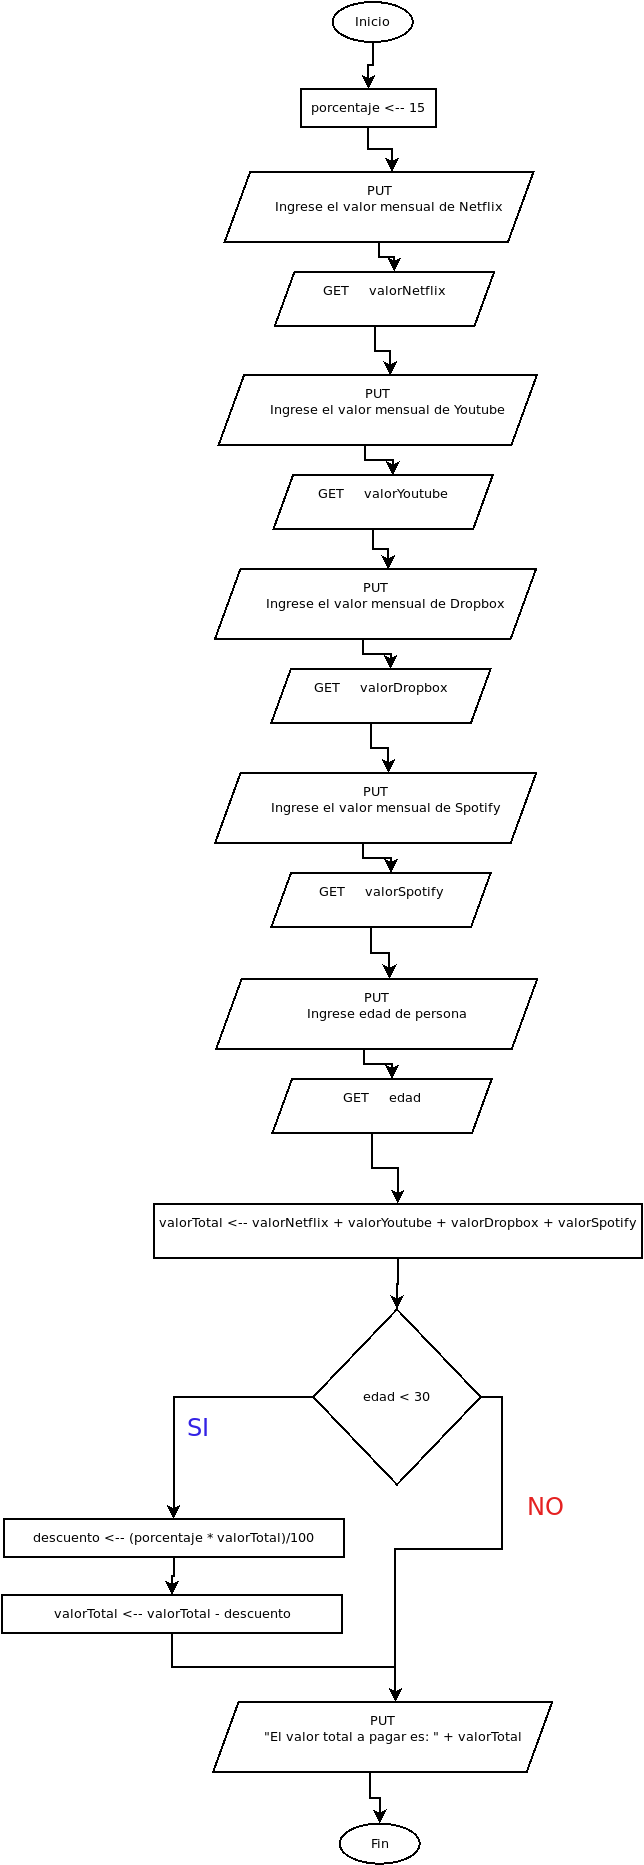 Inicio
porcentaje <-- 15
PUT
Ingrese el valor mensual de Netflix
GET valorNetflix
PUT
Ingrese el valor mensual de Youtube
GET valorYoutube
PUT
Ingrese el valor mensual de Dropbox
GET valorDropbox
PUT
Ingrese el valor mensual de Spotify
GET valorSpotify
PUT
Ingrese edad de persona
GET edad
valorTotal <-- valorNetflix + valorYoutube + valorDropbox + valorSpotify
edad < 30
SI
NO
descuento <-- (porcentaje * valorTotal)/100
valorTotal <-- valorTotal - descuento
PUT
"El valor total a pagar es: " + valorTotal
Fin